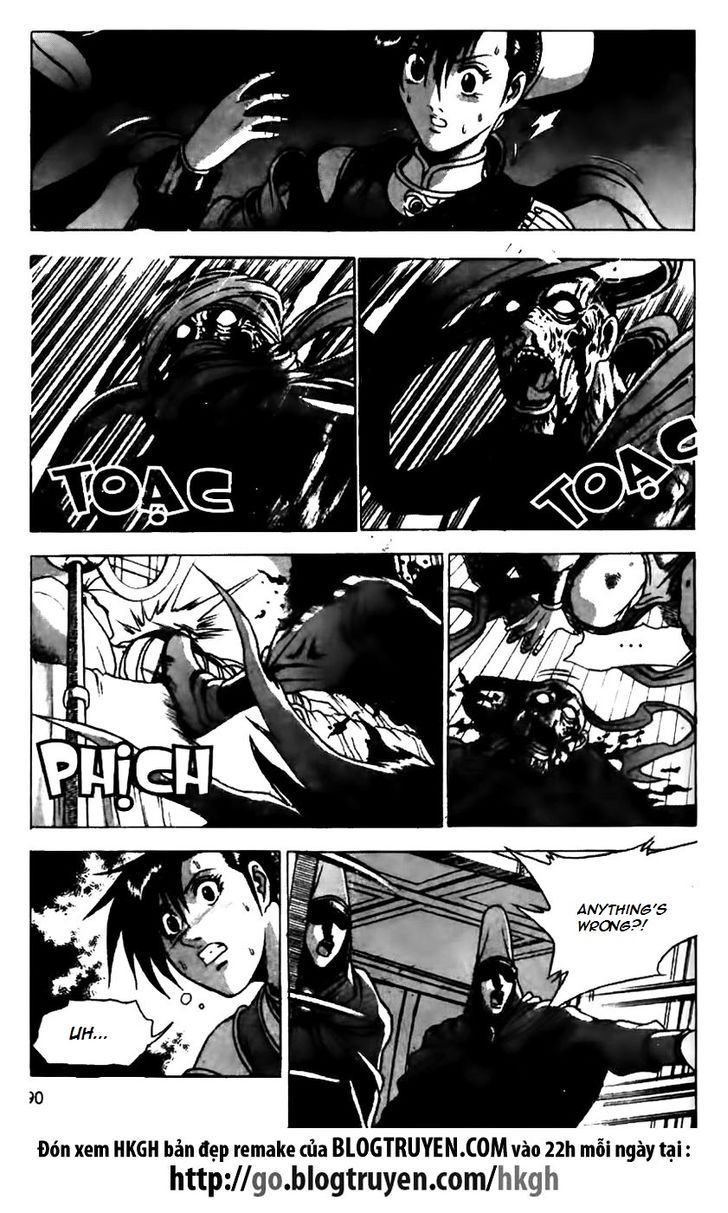 TOẠC
TOẠC
PHỊCH
...
UH...
ANYTHING'S
WRONG?!
90
Đón xem HKGH bản đẹp remake của BLOGTRUYEN.COM vào 22h mỗi ngày tại :
http://go.blogtruyen.com/hkgh